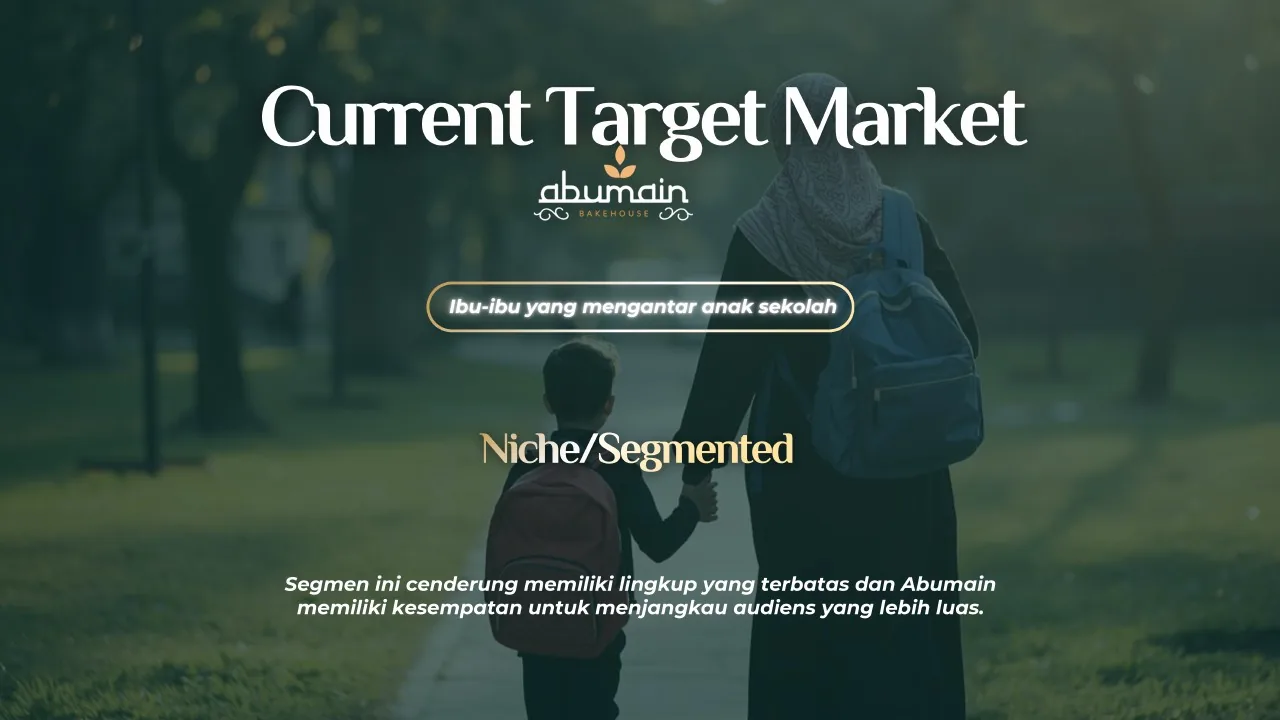 Current Target Market
abumain
BAKEHOUSE
Ibu-ibu yang mengantar anak sekolah
Niche/Segmented
Segmen ini cenderung memiliki lingkup yang terbatas dan Abumain
memiliki kesempatan untuk menjangkau audiens yang lebih luas.